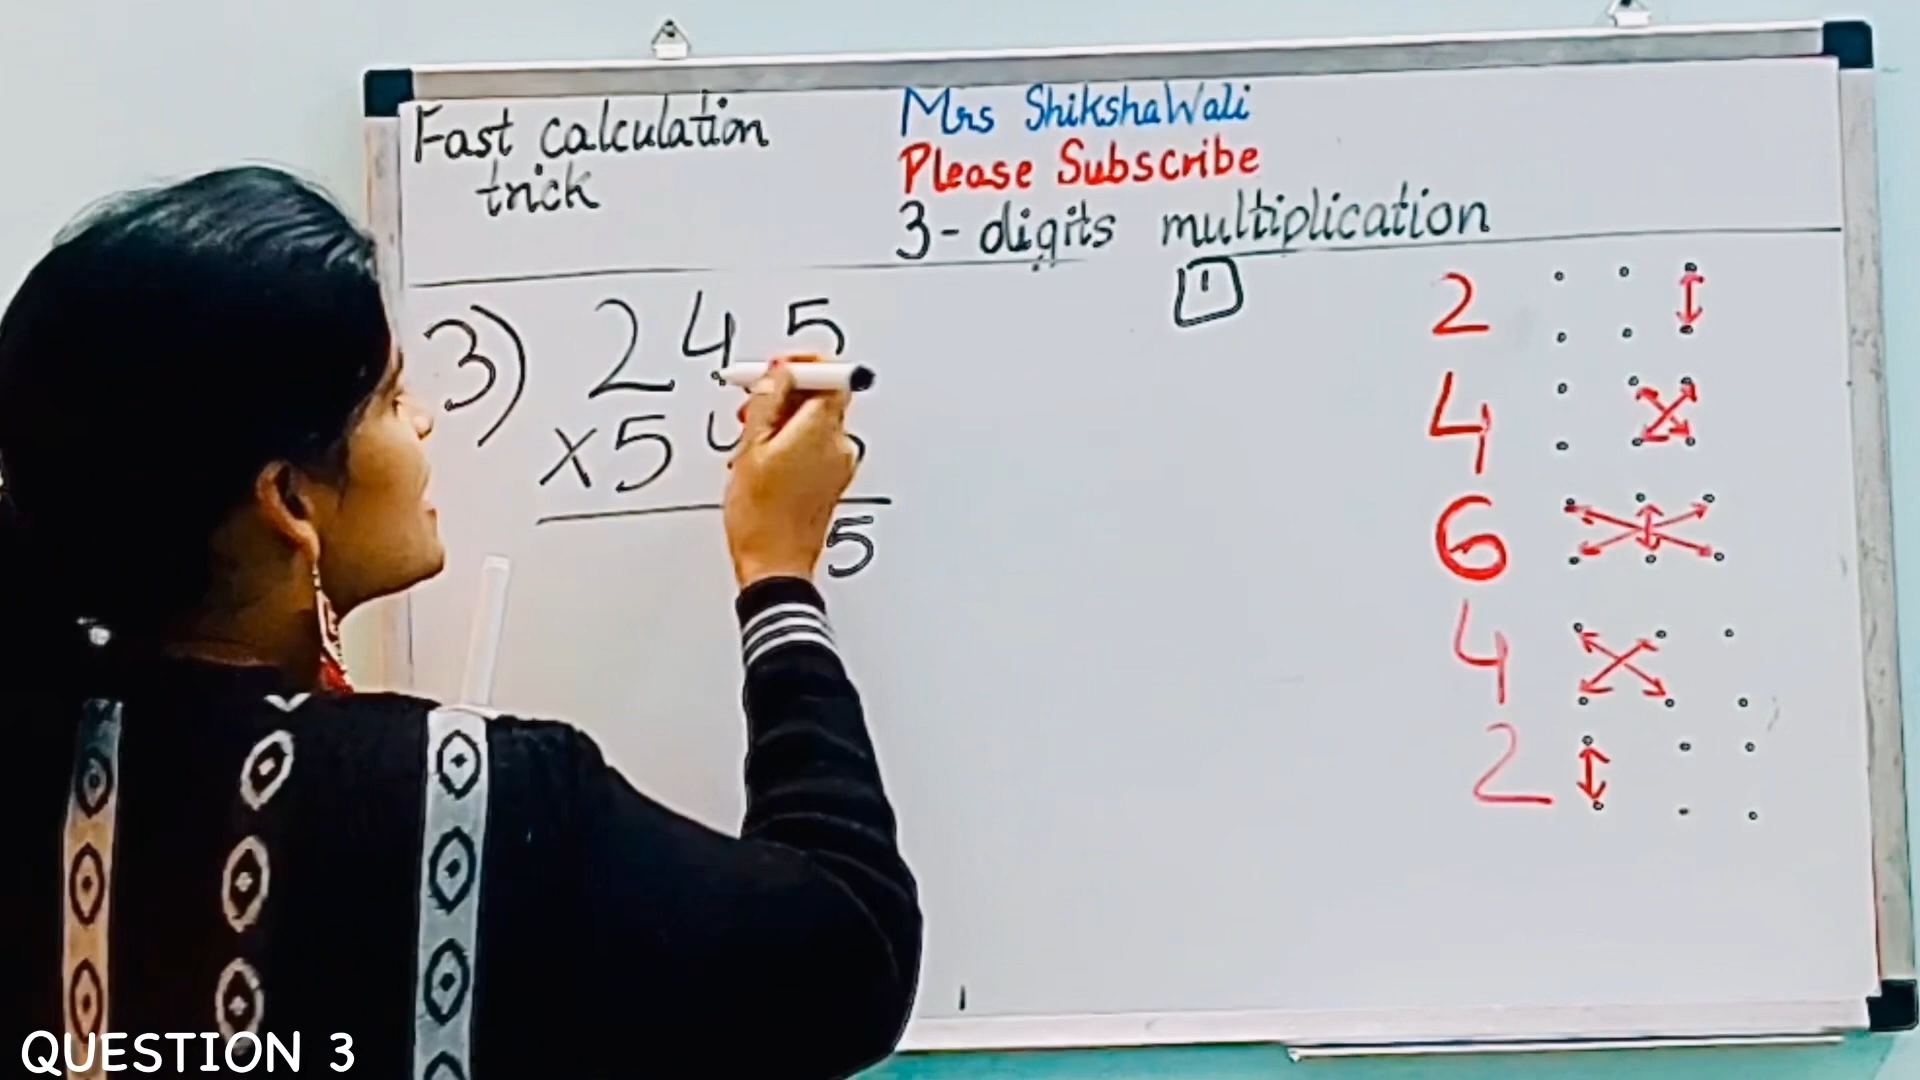 Fast calculation
trick
Mrs ShikshaWali
Please Subscribe
3-digits multiplication
3) 245
×5
5
1
2
4
6
4
2
QUESTION 3